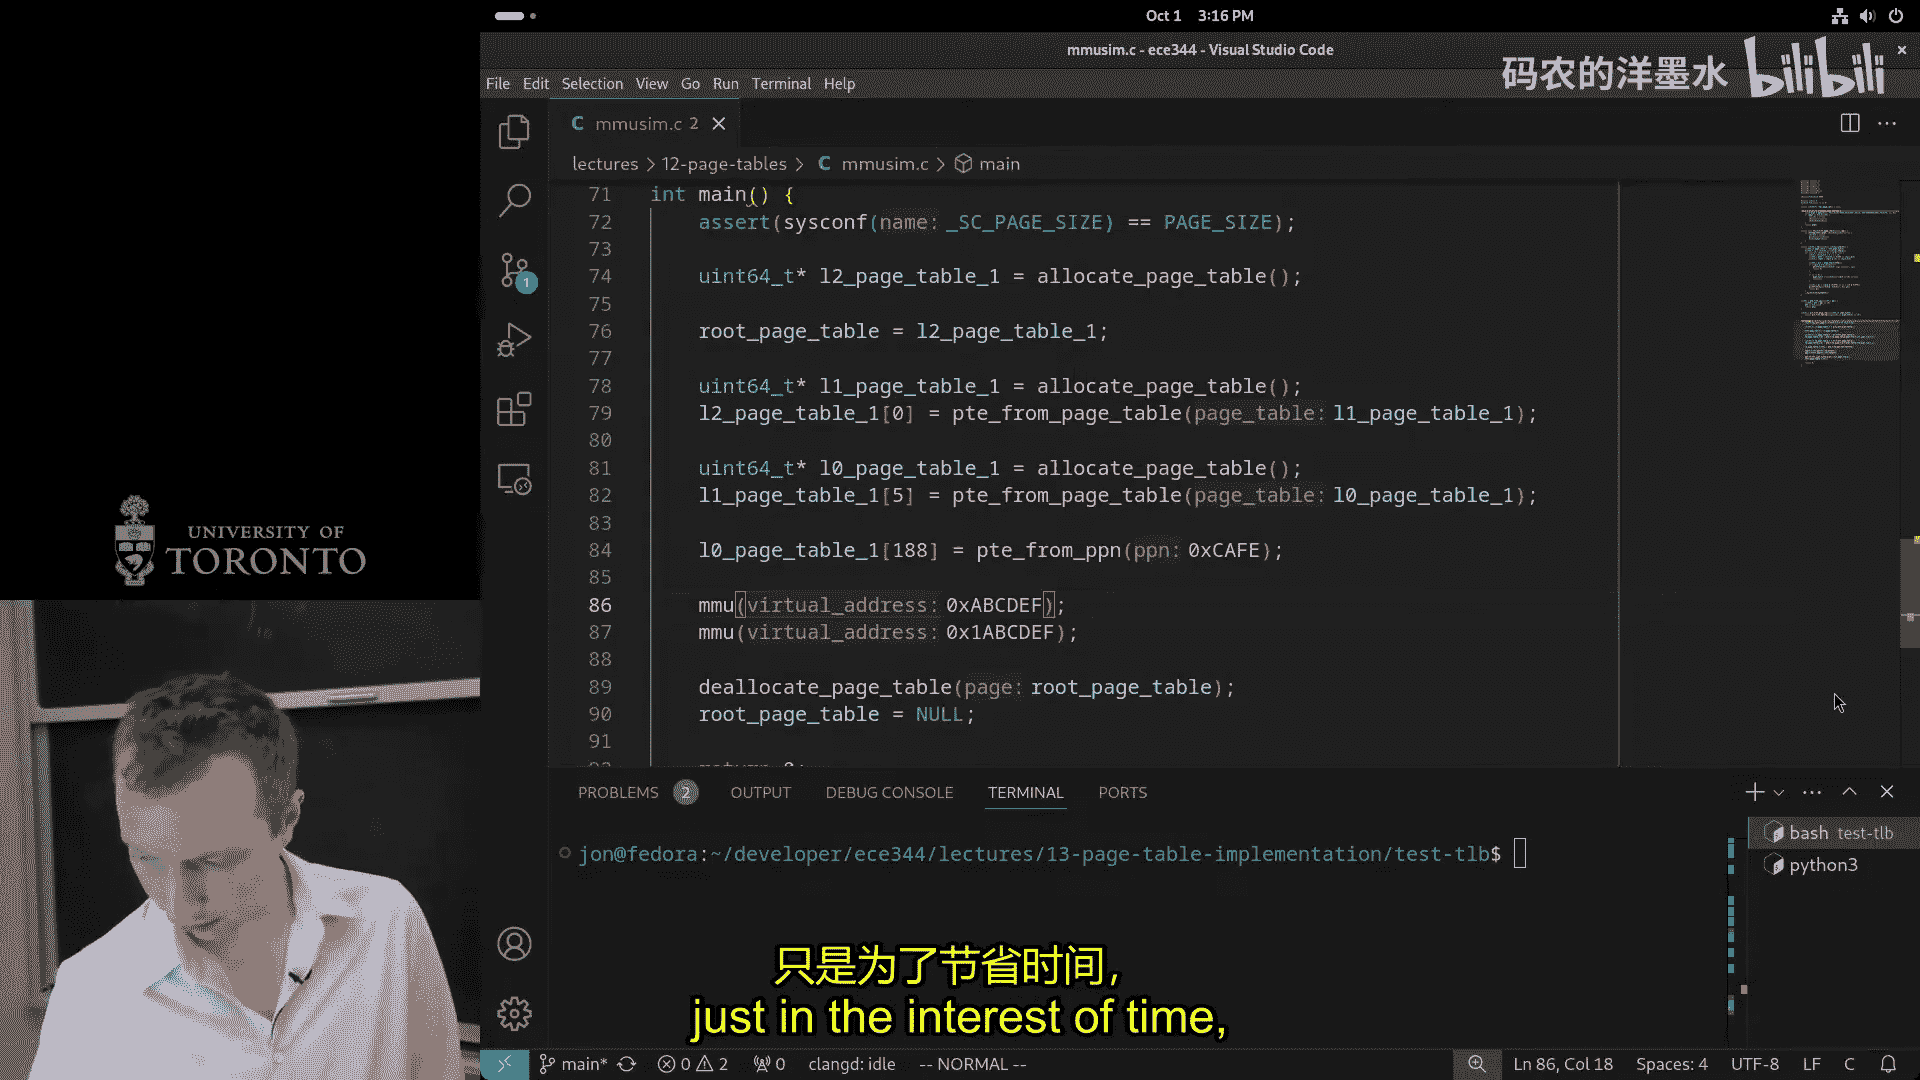 Oct 1 3:16 PM
mmusim.c - ece344 - Visual Studio Code
码农的洋墨水 bilibili
File Edit Selection View Go Run Terminal Help
C mmusim.c 2
lectures > 12-page-tables > C mmusim.c > main
71 int main() {
72 assert(sysconf(name: _SC_PAGE_SIZE) == PAGE_SIZE);
73
74 uint64_t* l2_page_table_1 = allocate_page_table();
75
76 root_page_table = l2_page_table_1;
77
78 uint64_t* l1_page_table_1 = allocate_page_table();
79 l2_page_table_1[0] = pte_from_page_table(page_table: l1_page_table_1);
80
81 uint64_t* l0_page_table_1 = allocate_page_table();
82 l1_page_table_1[5] = pte_from_page_table(page_table: l0_page_table_1);
83
84 l0_page_table_1[188] = pte_from_ppn(ppn: 0xCAFE);
85
86 mmu(virtual_address: 0xABCDEF);
87 mmu(virtual_address: 0x1ABCDEF);
88
89 deallocate_page_table(page: root_page_table);
90 root_page_table = NULL;
91
1
UNIVERSITY OF
TORONTO
PROBLEMS 2 OUTPUT DEBUG CONSOLE TERMINAL PORTS
jon@fedora:~/developer/ece344/lectures/13-page-table-implementation/test-tlb$
bash test-tlb
python3
只是为了节省时间，
just in the interest of time,
main* 0 2 0 clangd: idle -- NORMAL -- Ln 86, Col 18 Spaces: 4 UTF-8 LF C